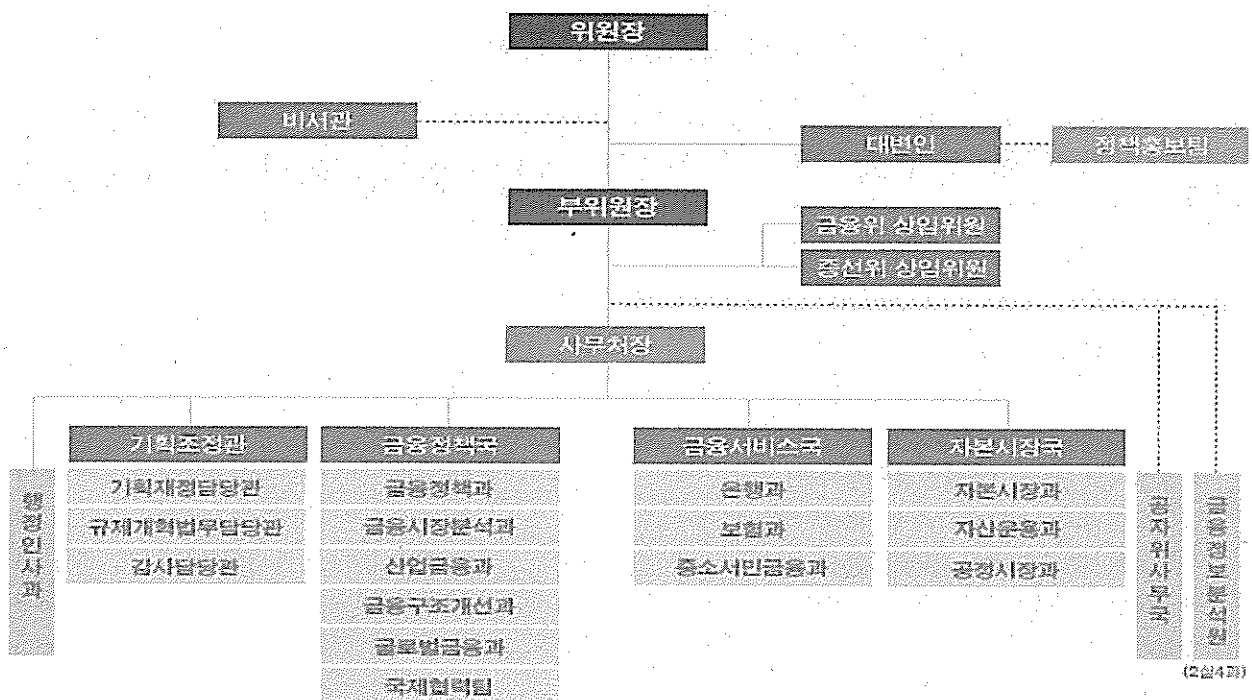 위원장
비서관
대변인
정책홍보팀
부위원장
금융위 상임위원
증선위 상임위원
사무처장
기획조정관
금융정책국
금융서비스국
자본시장국
행정인사과
기획재정담당관
규제개혁법무담당관
감사담당관
금융정책과
금융시장분석과
산업금융과
금융구조개선과
글로벌금융과
국제협력팀
은행과
보험과
중소서민금융과
자본시장과
자산운용과
공정시장과
공자위사무국
금융정보분석원
(2실4과)